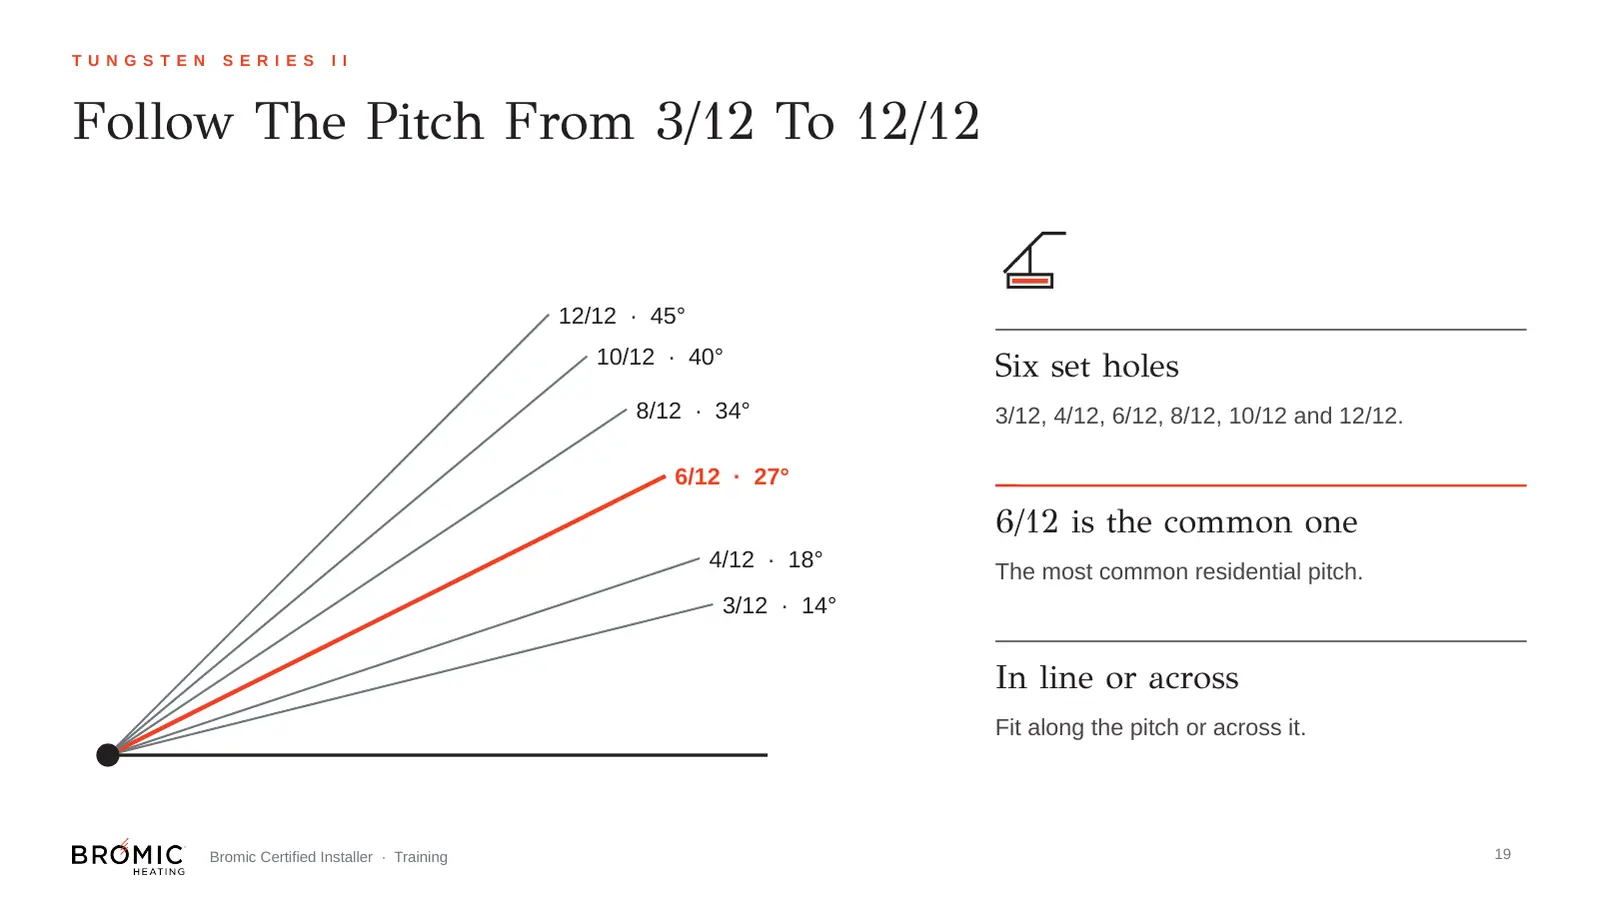 TUNGSTEN SERIES II
Follow The Pitch From 3/12 To 12/12
12/12 · 45°
10/12 · 40°
8/12 · 34°
6/12 · 27°
4/12 · 18°
3/12 · 14°
Six set holes
3/12, 4/12, 6/12, 8/12, 10/12 and 12/12.
6/12 is the common one
The most common residential pitch.
In line or across
Fit along the pitch or across it.
BROMIC
HEATING
Bromic Certified Installer · Training
19